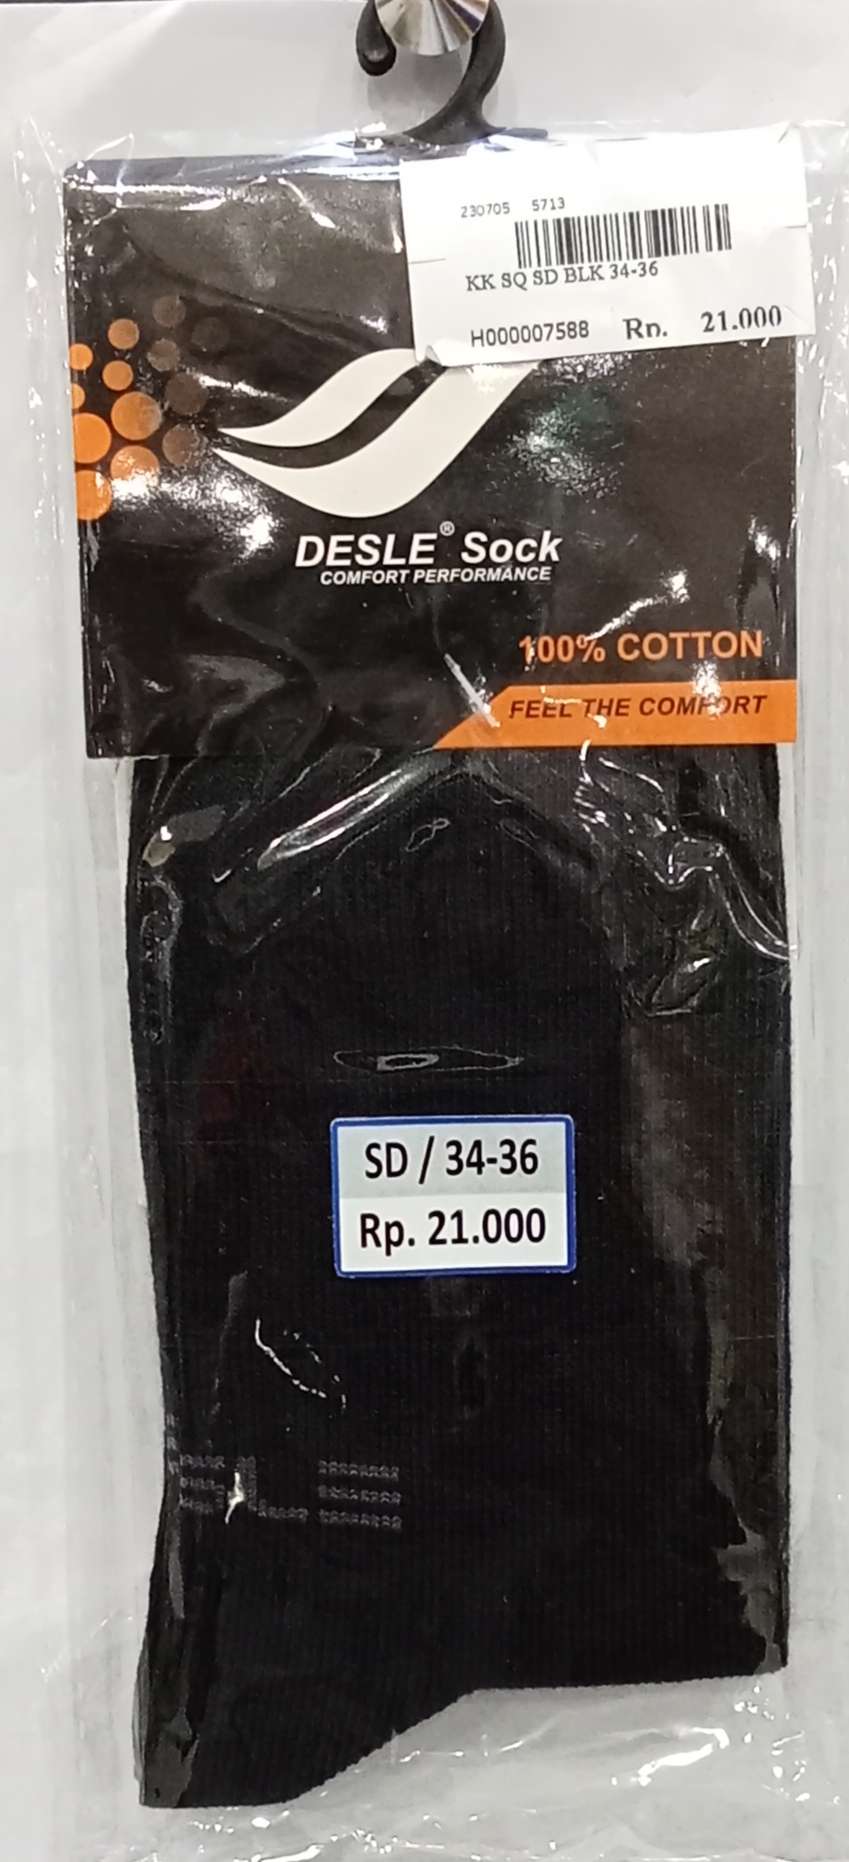 230705 5713
KK SQ SD BLK 34-36
H000007588 Rp. 21.000
DESLE® Sock
COMFORT PERFORMANCE
100% COTTON
FEEL THE COMFORT
SD / 34-36
Rp. 21.000